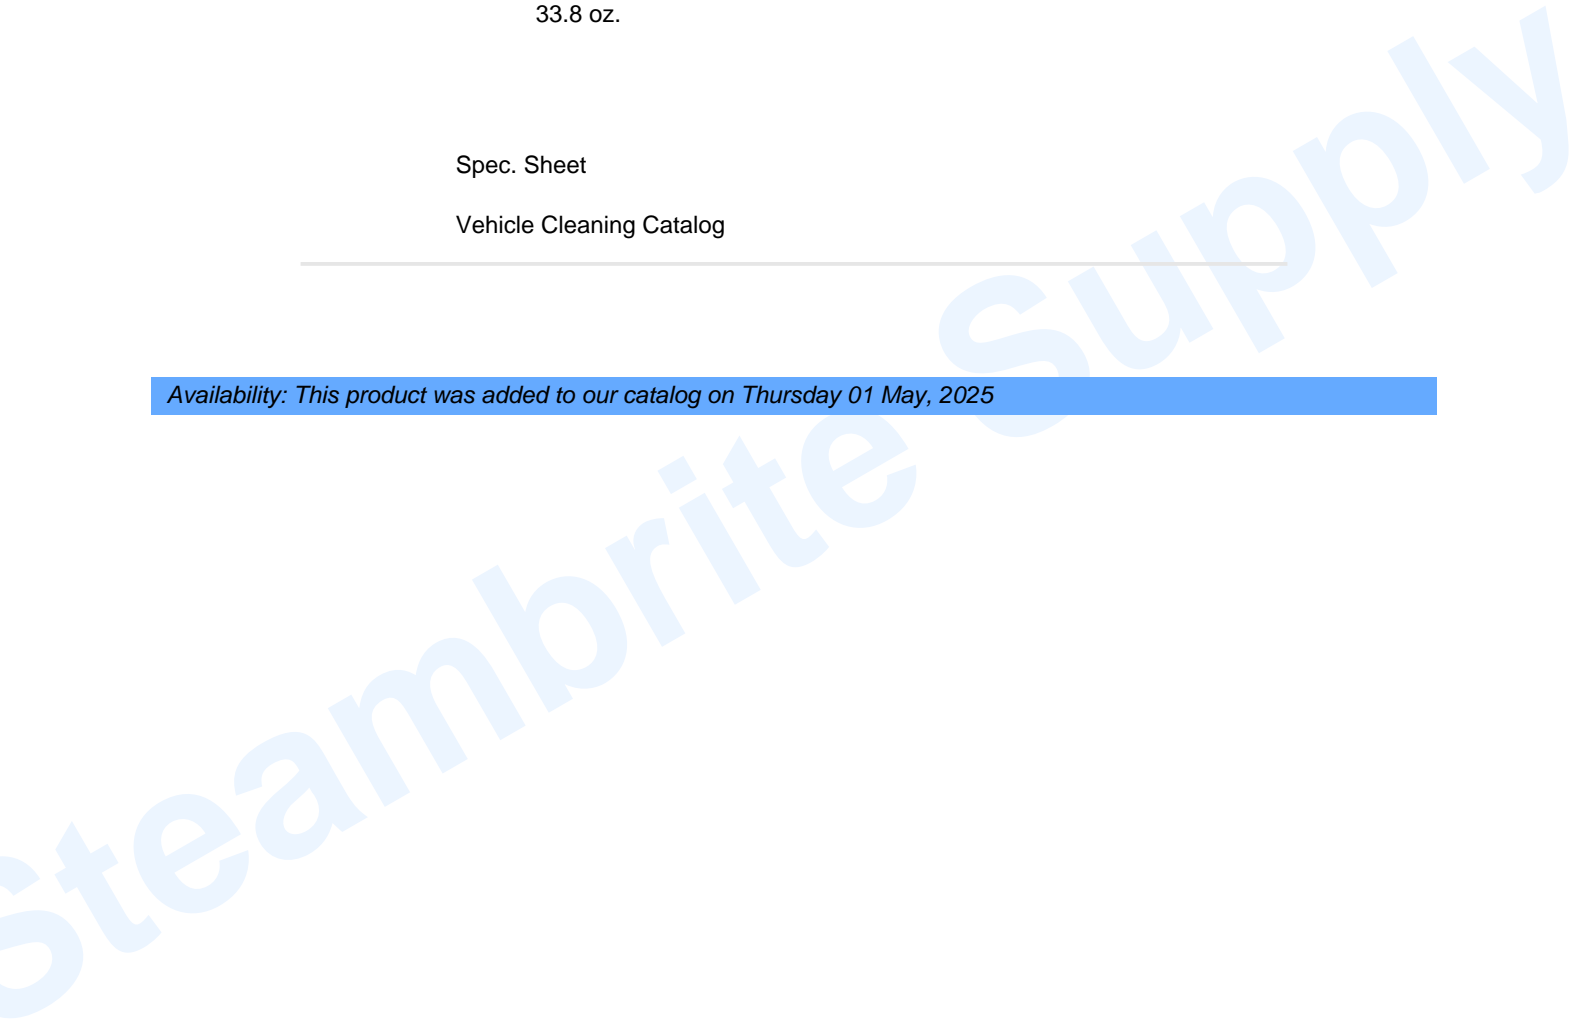 33.8 oz.
Spec. Sheet
Vehicle Cleaning Catalog
Availability: This product was added to our catalog on Thursday 01 May, 2025
Steambrite Supply